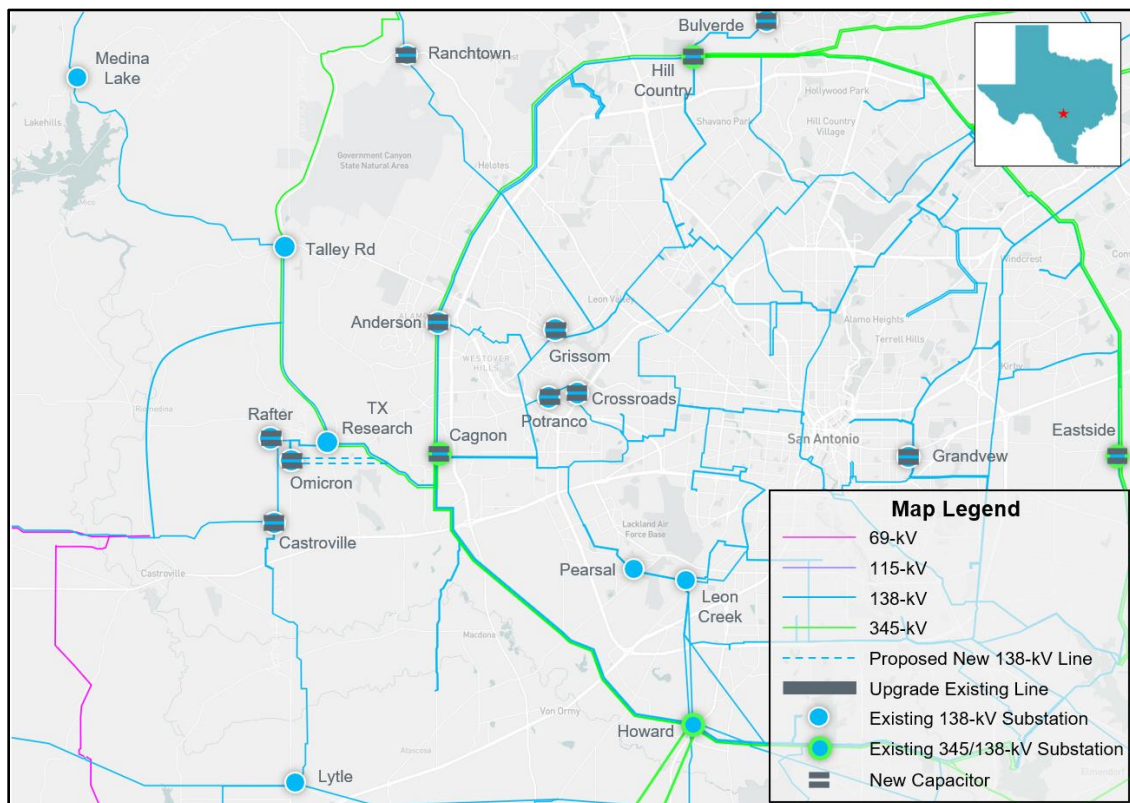 Bulverde
Medina
Lake
Ranchtown
Hill
Country
Hollywood Park
Shavano Park
Hill Country
Village
Lakehills
Government Canyon
State Natural Area
Helotes
Mico
Talley Rd
Windcrest
Leon Valley
Anderson
Grissom
Alamo Heights
Terrell Hills
WESTOVER
HILLS
Kirby
Crossroads
Potranco
Riomedina
Rafter
TX
Research
Cagnon
San Antonio
Eastside
Grandvew
Omicron
Castroville
Lackland Air
Force Base
Castroville
Pearsal
Leon
Creek
Macdona
Von Ormy
Howard
Atascosa
Lytle
Elmendorf
Map Legend
69-kV
115-kV
138-kV
345-kV
Proposed New 138-kV Line
Upgrade Existing Line
Existing 138-kV Substation
Existing 345/138-kV Substation
New Capacitor